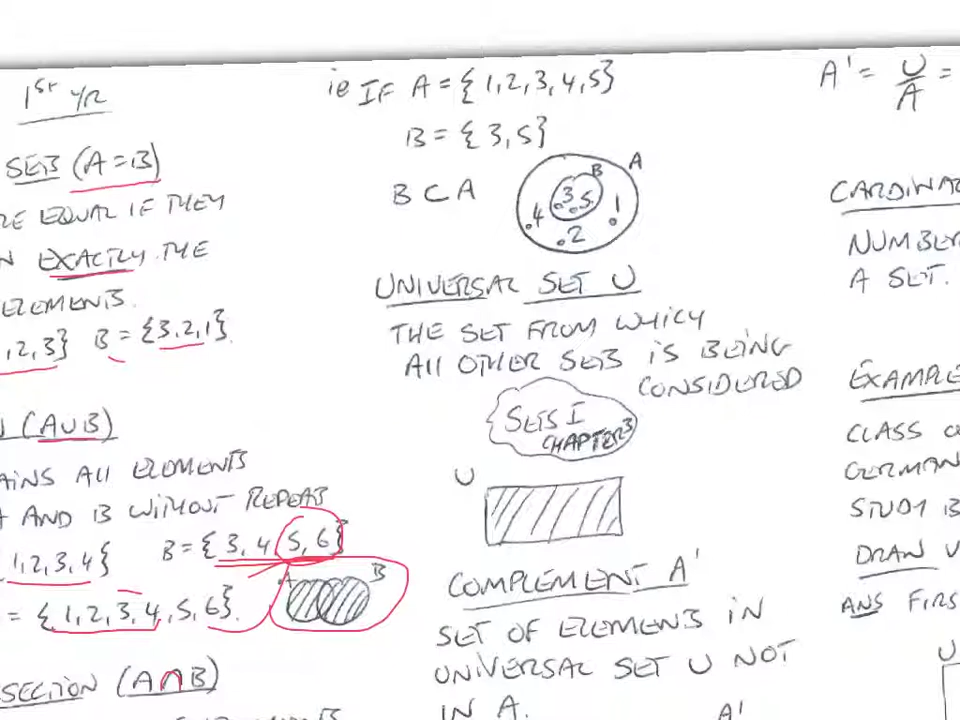 1ST YR
SETS (A=B)
RE EQUAL IF THEY
N EXACTLY THE
ELEMENTS.
1,2,3} B = {3,2,1}
N (A∪B)
AINS ALL ELEMENTS
A AND B WITHOUT REPEAT
1,2,3,4} B = {3,4,5,6}
= {1,2,3,4,5,6}
A B
SECTION (A∩B)
ie IF A = {1,2,3,4,5}
B = {3,5}
B ⊂ A
A
B
3 5
4 1
2
UNIVERSAL SET U
THE SET FROM WHICH
ALL OTHER SETS IS BEING
CONSIDERED
SETS I
CHAPTER 3
U
COMPLEMENT A'
SET OF ELEMENTS IN
UNIVERSAL SET U NOT
IN A.
A'
A' = U/A =
CARDINA
NUMBER
A SET.
EXAMPLE
CLASS O
GERMAN
STUDY B
DRAW V
ANS FIRS
U